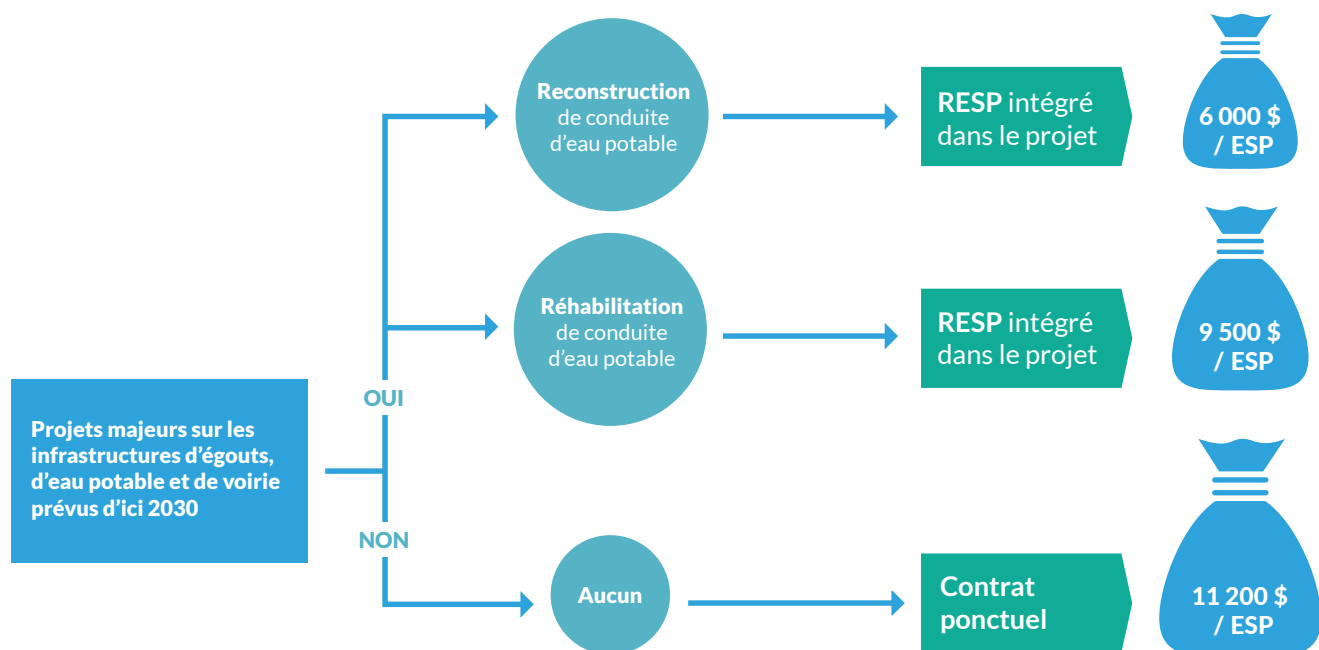 Reconstruction
de conduite
d’eau potable
RESP intégré
dans le projet
6 000 $
/ ESP
Réhabilitation
de conduite
d’eau potable
RESP intégré
dans le projet
9 500 $
/ ESP
OUI
Projets majeurs sur les
infrastructures d’égouts,
d’eau potable et de voirie
prévus d’ici 2030
NON
Aucun
Contrat
ponctuel
11 200 $
/ ESP